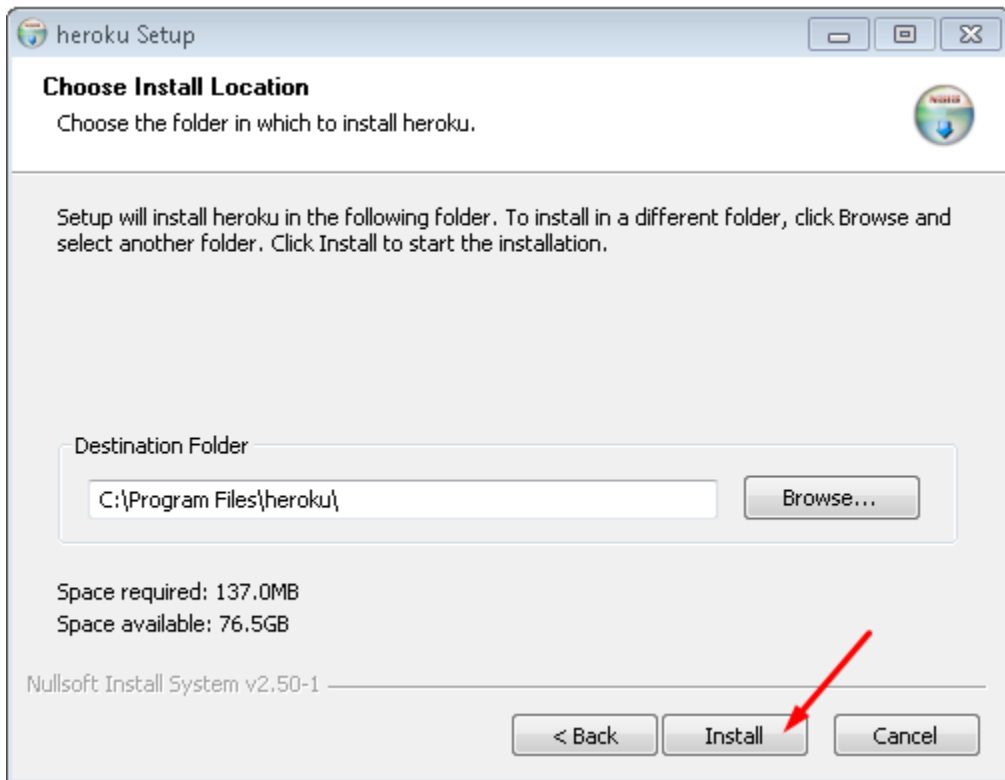 heroku Setup
Choose Install Location
Choose the folder in which to install heroku.
Setup will install heroku in the following folder. To install in a different folder, click Browse and
select another folder. Click Install to start the installation.
Destination Folder
C:\Program Files\heroku\
Browse...
Space required: 137.0MB
Space available: 76.5GB
Nullsoft Install System v2.50-1
< Back
Install
Cancel